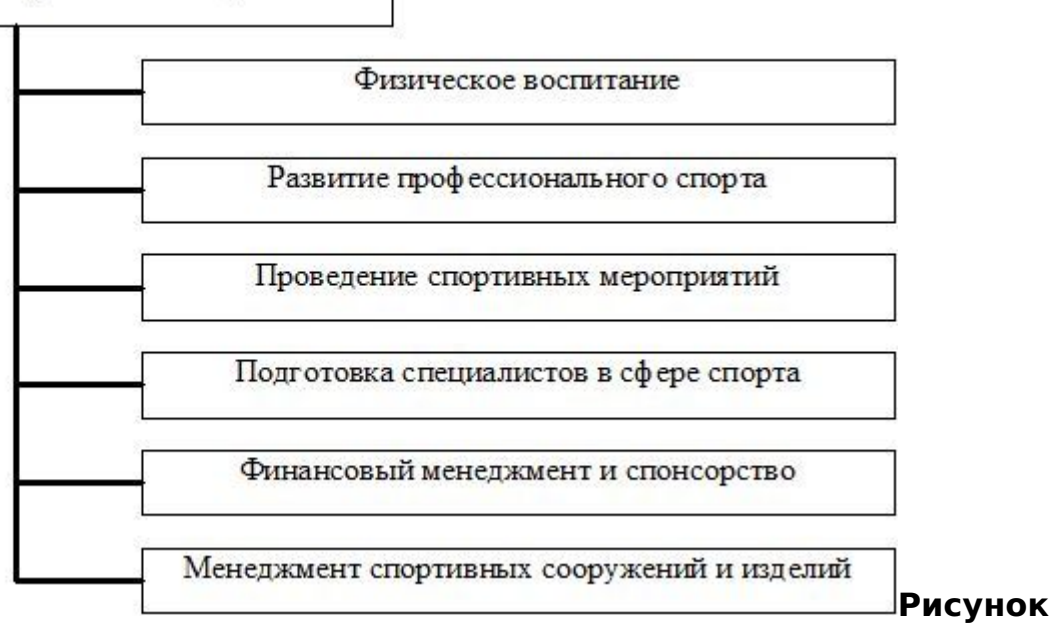 Физическое воспитание
Развитие профессионального спорта
Проведение спортивных мероприятий
Подготовка специалистов в сфере спорта
Финансовый менеджмент и спонсорство
Менеджмент спортивных сооружений и изделий
Рисунок